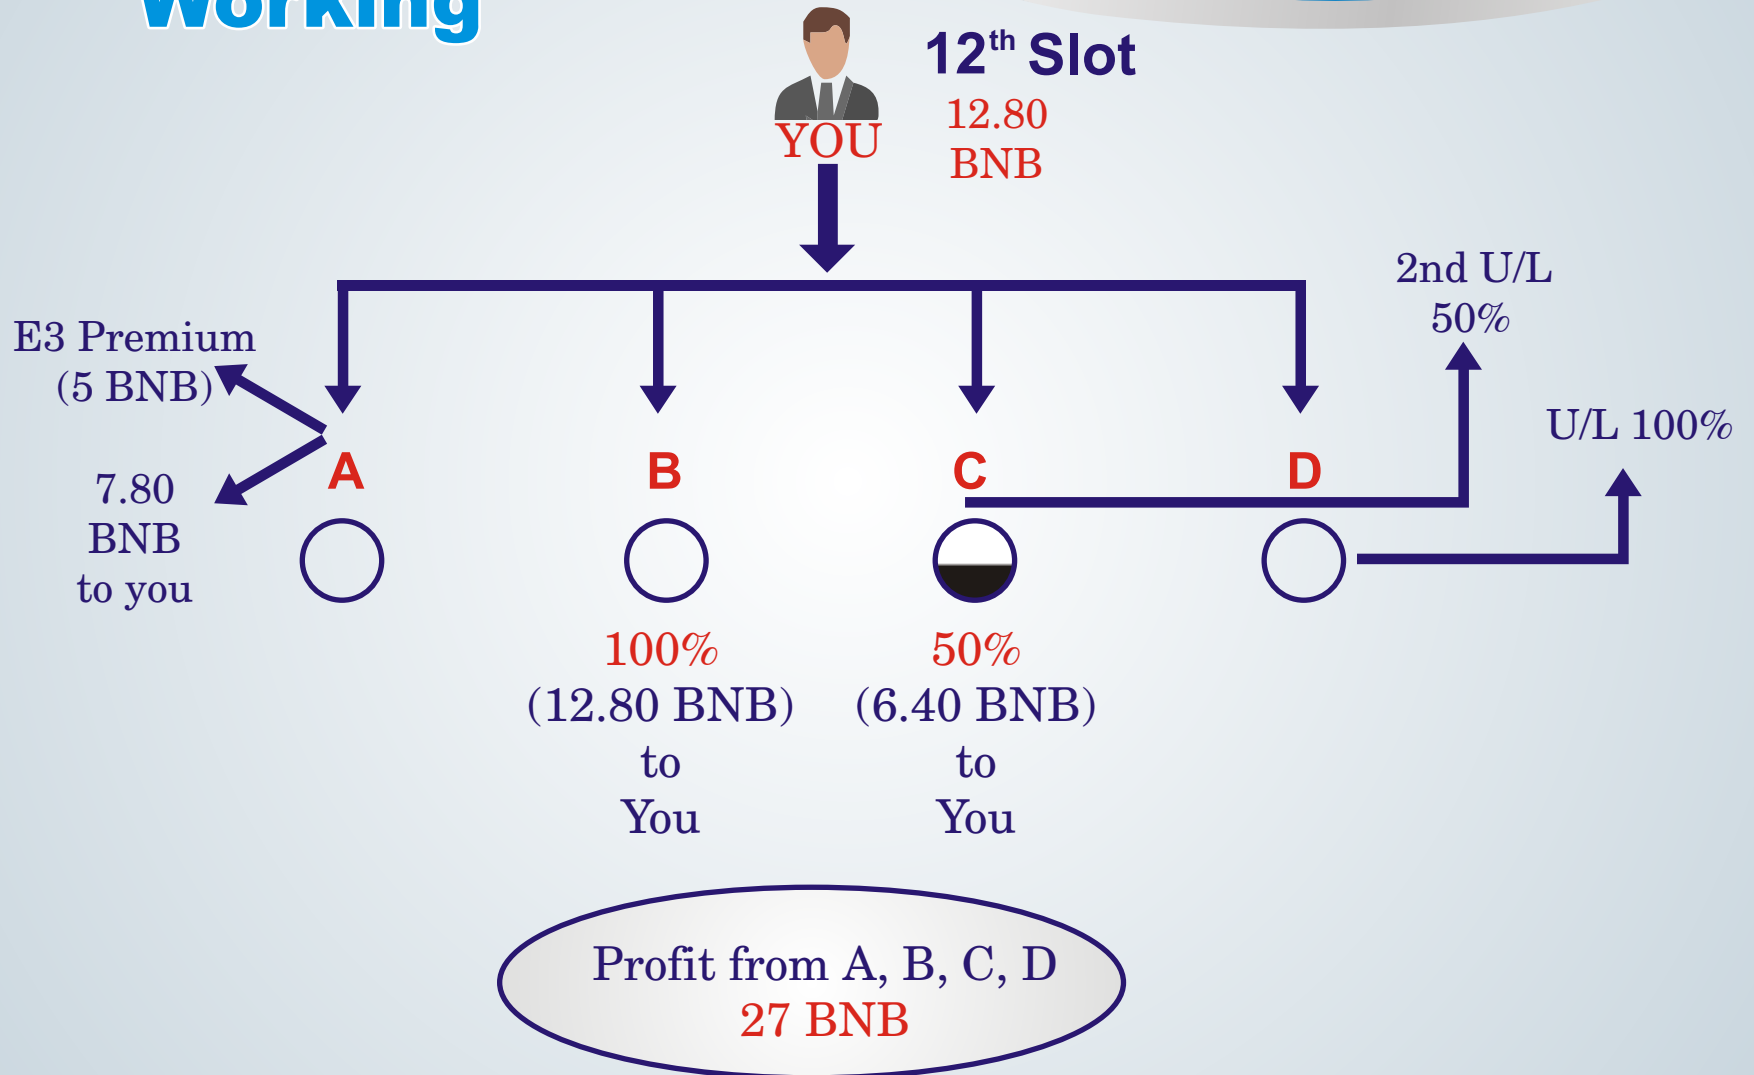 Working
12th Slot
12.80
BNB
YOU
2nd U/L
50%
E3 Premium
(5 BNB)
U/L 100%
A
B
C
D
7.80
BNB
to you
100%
(12.80 BNB)
to
You
50%
(6.40 BNB)
to
You
Profit from A, B, C, D
27 BNB